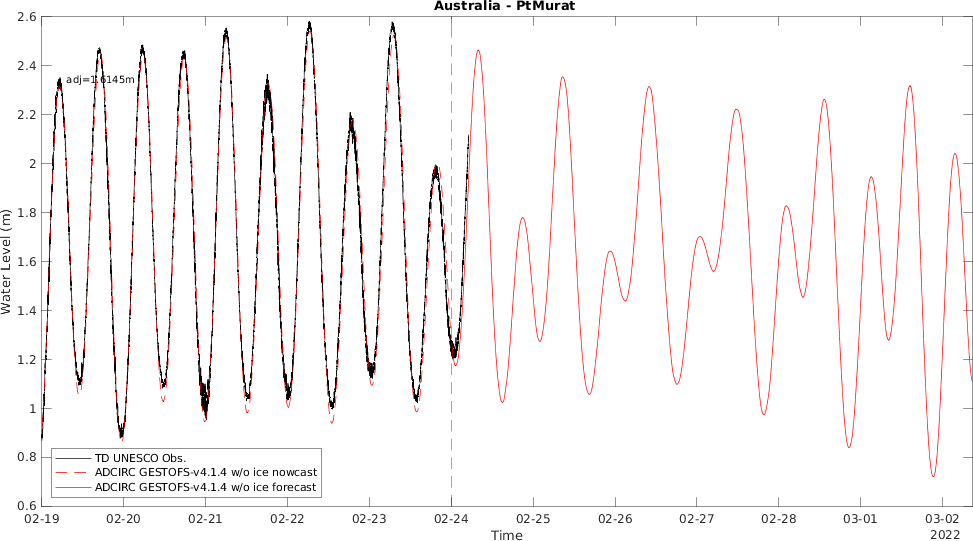 Australia - PtMurat
2.6
2.4
2.2
2
1.8
1.6
1.4
1.2
1
0.8
0.6
Water Level (m)
adj=1.6145m
TD UNESCO Obs.
ADCIRC GESTOFS-v4.1.4 w/o ice nowcast
ADCIRC GESTOFS-v4.1.4 w/o ice forecast
02-19 02-20 02-21 02-22 02-23 02-24 02-25 02-26 02-27 02-28 03-01 03-02
Time
2022